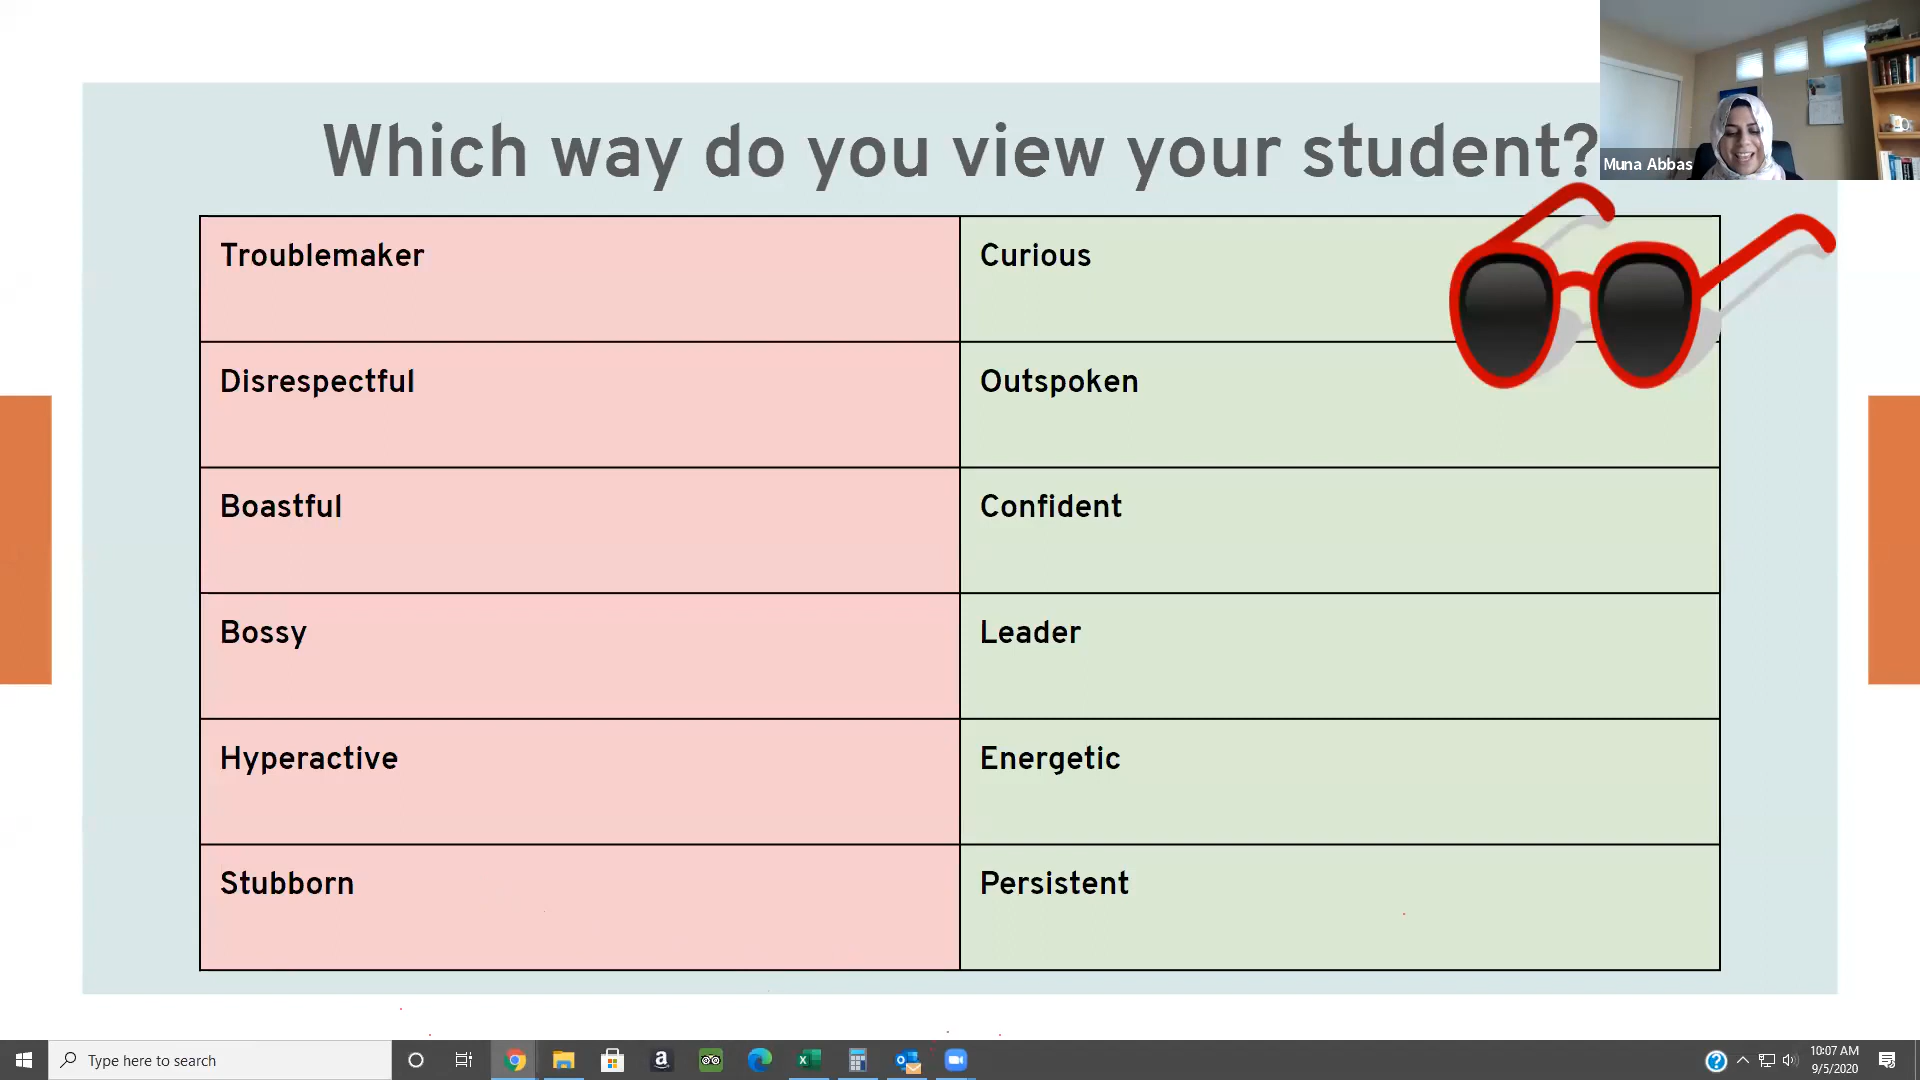 Which way do you view your student?
Muna Abbas
Troublemaker
Curious
Disrespectful
Outspoken
Boastful
Confident
Bossy
Leader
Hyperactive
Energetic
Stubborn
Persistent
Type here to search
10:07 AM
9/5/2020